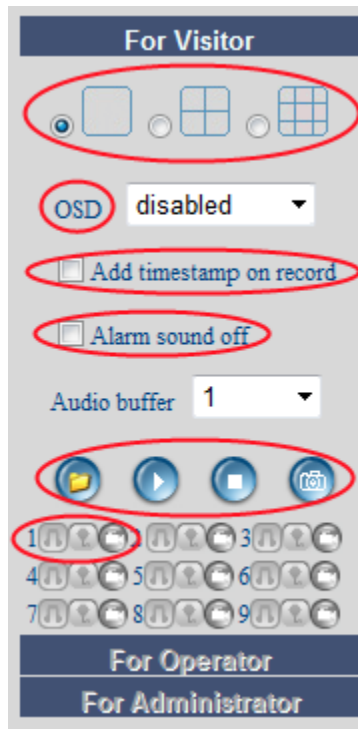 For Visitor
OSD disabled
Add timestamp on record
Alarm sound off
Audio buffer 1
1 2 3
4 5 6
7 8 9
For Operator
For Administrator